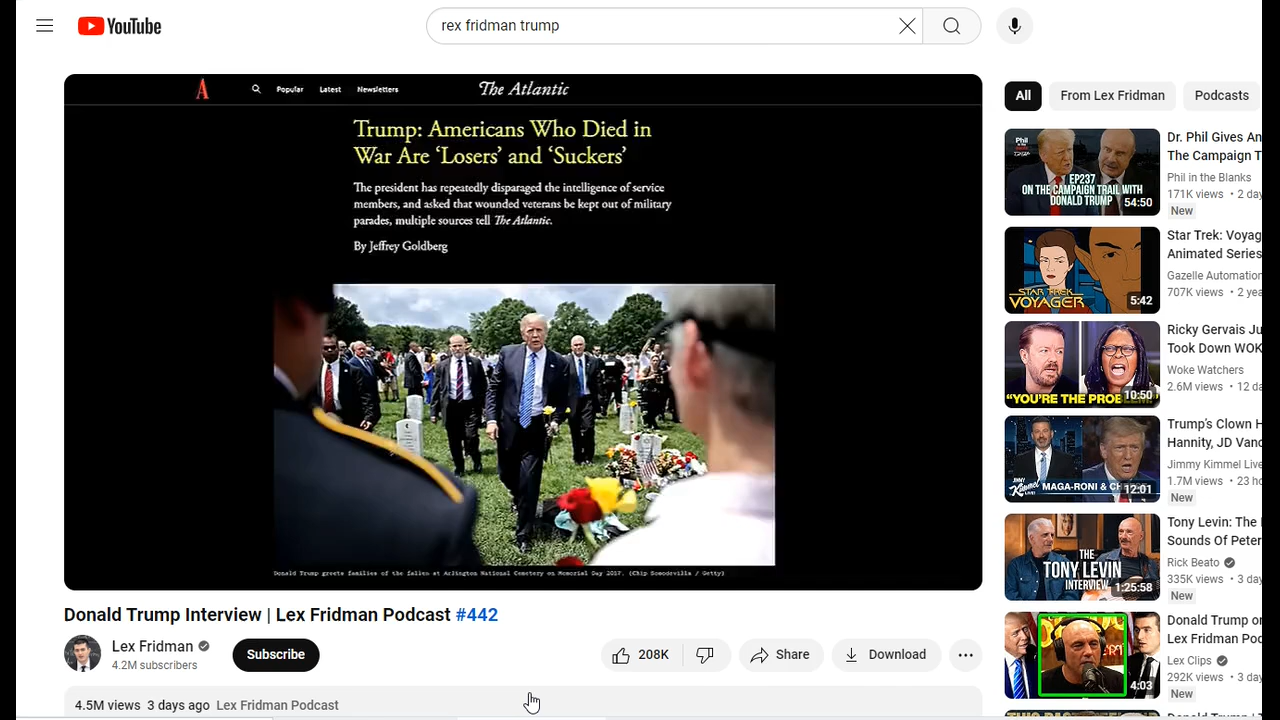 YouTube
rex fridman trump
A
Popular
Latest
Newsletters
The Atlantic
Trump: Americans Who Died in
War Are ‘Losers’ and ‘Suckers’
The president has repeatedly disparaged the intelligence of service
members, and asked that wounded veterans be kept out of military
parades, multiple sources tell The Atlantic.
By Jeffrey Goldberg
Donald Trump greets families of the fallen at Arlington National Cemetery on Memorial Day 2017. (Chip Somodevilla / Getty)
Donald Trump Interview | Lex Fridman Podcast #442
Lex Fridman
4.2M subscribers
Subscribe
208K
Share
Download
4.5M views 3 days ago Lex Fridman Podcast
All
From Lex Fridman
Podcasts
EP237
ON THE CAMPAIGN TRAIL WITH
DONALD TRUMP
54:50
Dr. Phil Gives An
The Campaign T
Phil in the Blanks
171K views • 2 day
New
STAR TREK
VOYAGER
5:42
Star Trek: Voyag
Animated Series
Gazelle Automation
707K views • 2 yea
"YOU'RE THE PROBLEM"
10:50
Ricky Gervais Ju
Took Down WOK
Woke Watchers
2.6M views • 12 da
JIMMY
Kimmel
MAGA-RONI & CH
12:01
Trump's Clown H
Hannity, JD Vanc
Jimmy Kimmel Live
1.7M views • 23 ho
New
THE
TONY LEVIN
INTERVIEW
1:25:58
Tony Levin: The
Sounds Of Peter
Rick Beato
335K views • 3 day
New
4:03
Donald Trump or
Lex Fridman Poc
Lex Clips
292K views • 3 day
New